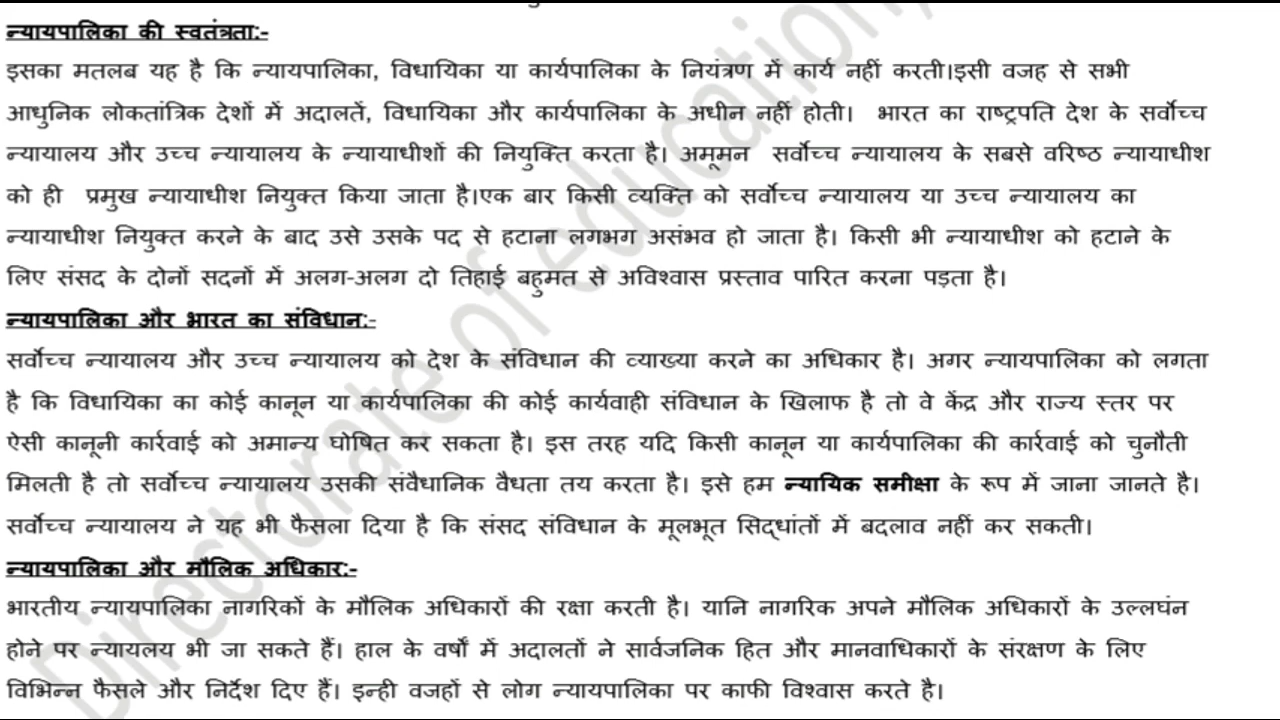 न्यायपालिका की स्वतंत्रता:-
इसका मतलब यह है कि न्यायपालिका, विधायिका या कार्यपालिका के नियंत्रण में कार्य नहीं करती।इसी वजह से सभी
आधुनिक लोकतांत्रिक देशों में अदालतें, विधायिका और कार्यपालिका के अधीन नहीं होती। भारत का राष्ट्रपति देश के सर्वोच्च
न्यायालय और उच्च न्यायालय के न्यायाधीशों की नियुक्ति करता है। अमूमन सर्वोच्च न्यायालय के सबसे वरिष्ठ न्यायाधीश
को ही प्रमुख न्यायाधीश नियुक्त किया जाता है।एक बार किसी व्यक्ति को सर्वोच्च न्यायालय या उच्च न्यायालय का
न्यायाधीश नियुक्त करने के बाद उसे उसके पद से हटाना लगभग असंभव हो जाता है। किसी भी न्यायाधीश को हटाने के
लिए संसद के दोनों सदनों में अलग-अलग दो तिहाई बहुमत से अविश्वास प्रस्ताव पारित करना पड़ता है।
न्यायपालिका और भारत का संविधान:-
सर्वोच्च न्यायालय और उच्च न्यायालय को देश के संविधान की व्याख्या करने का अधिकार है। अगर न्यायपालिका को लगता
है कि विधायिका का कोई कानून या कार्यपालिका की कोई कार्यवाही संविधान के खिलाफ है तो वे केंद्र और राज्य स्तर पर
ऐसी कानूनी कार्रवाई को अमान्य घोषित कर सकता है। इस तरह यदि किसी कानून या कार्यपालिका की कार्रवाई को चुनौती
मिलती है तो सर्वोच्च न्यायालय उसकी संवैधानिक वैधता तय करता है। इसे हम न्यायिक समीक्षा के रूप में जाना जानते है।
सर्वोच्च न्यायालय ने यह भी फैसला दिया है कि संसद संविधान के मूलभूत सिद्धांतों में बदलाव नहीं कर सकती।
न्यायपालिका और मौलिक अधिकार:-
भारतीय न्यायपालिका नागरिकों के मौलिक अधिकारों की रक्षा करती है। यानि नागरिक अपने मौलिक अधिकारों के उल्लघंन
होने पर न्यायलय भी जा सकते हैं। हाल के वर्षों में अदालतों ने सार्वजनिक हित और मानवाधिकारों के संरक्षण के लिए
विभिन्न फैसले और निर्देश दिए हैं। इन्ही वजहों से लोग न्यायपालिका पर काफी विश्वास करते है।
Directorate of education,